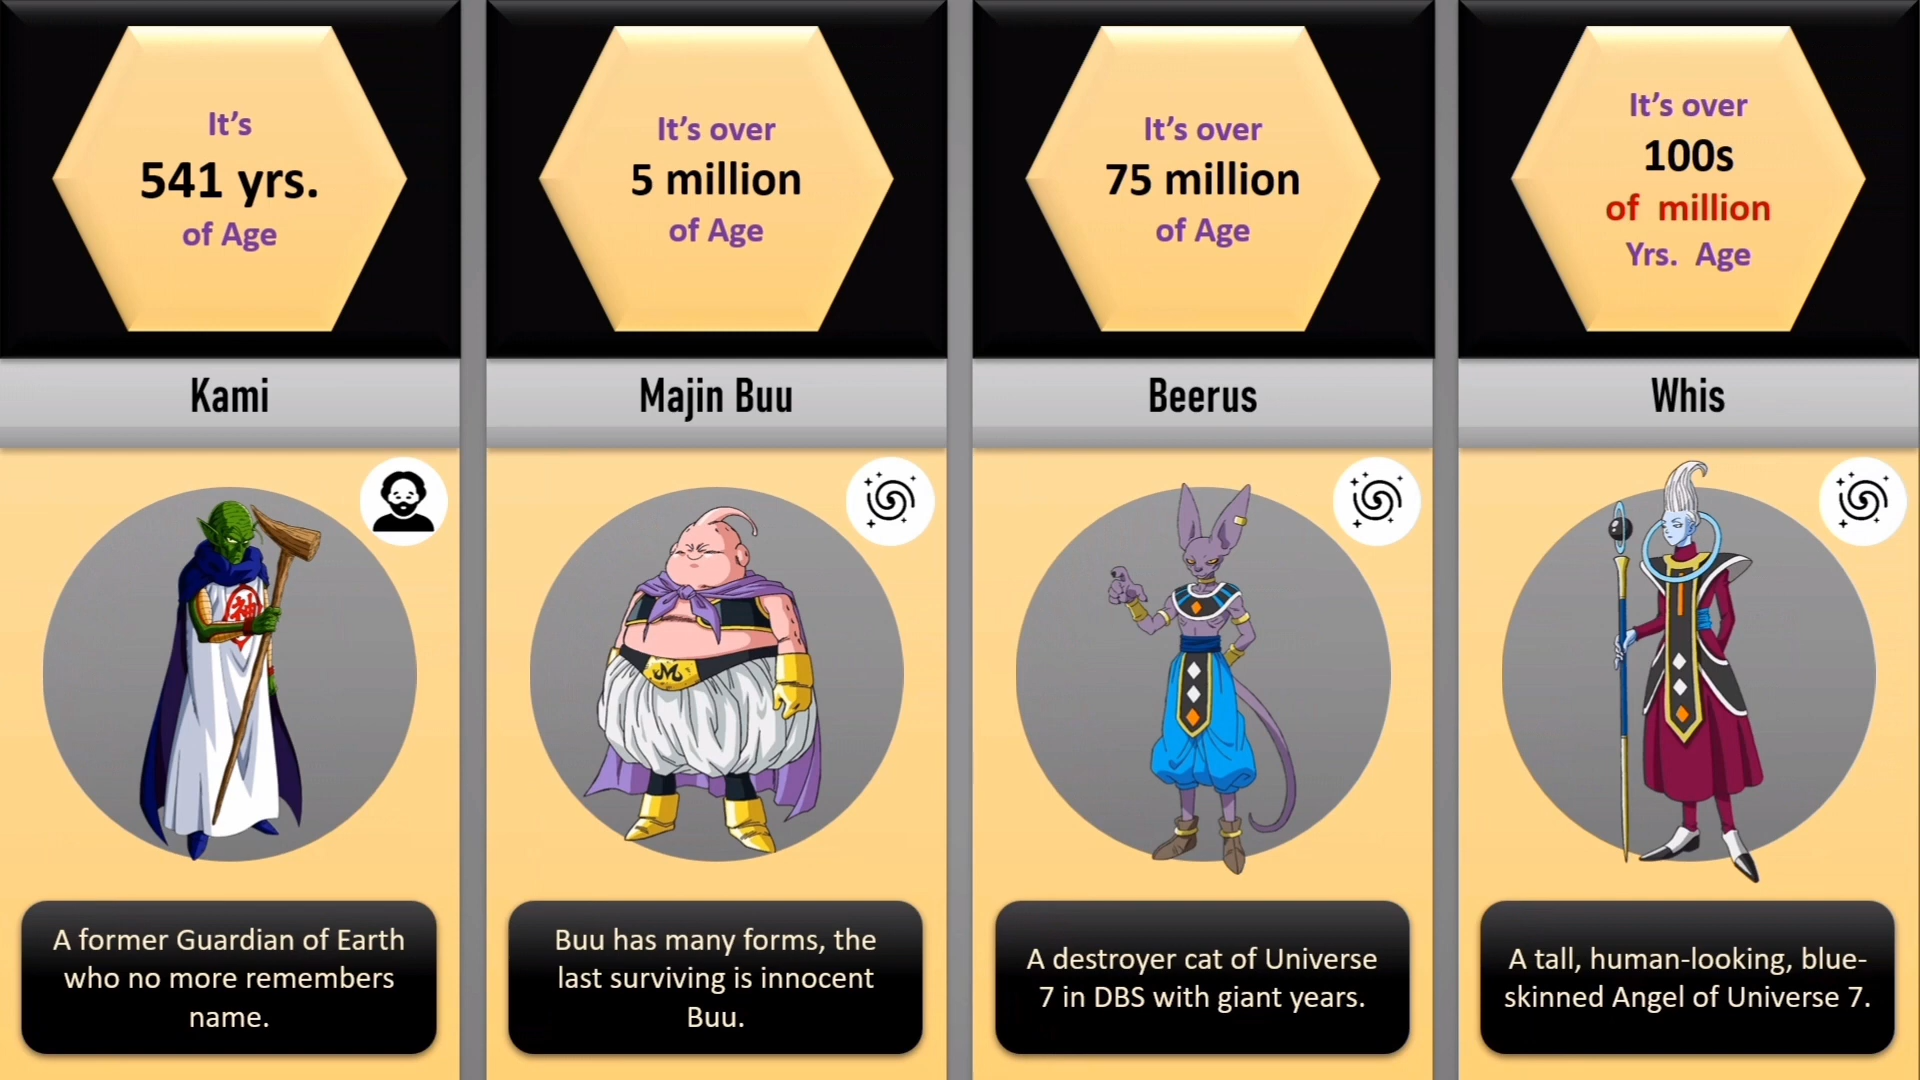 It's
541 yrs.
of Age
Kami
神
A former Guardian of Earth
who no more remembers
name.
It's over
5 million
of Age
Majin Buu
M
Buu has many forms, the
last surviving is innocent
Buu.
It's over
75 million
of Age
Beerus
A destroyer cat of Universe
7 in DBS with giant years.
It's over
100s
of  million
Yrs.  Age
Whis
A tall, human-looking, blue-
skinned Angel of Universe 7.